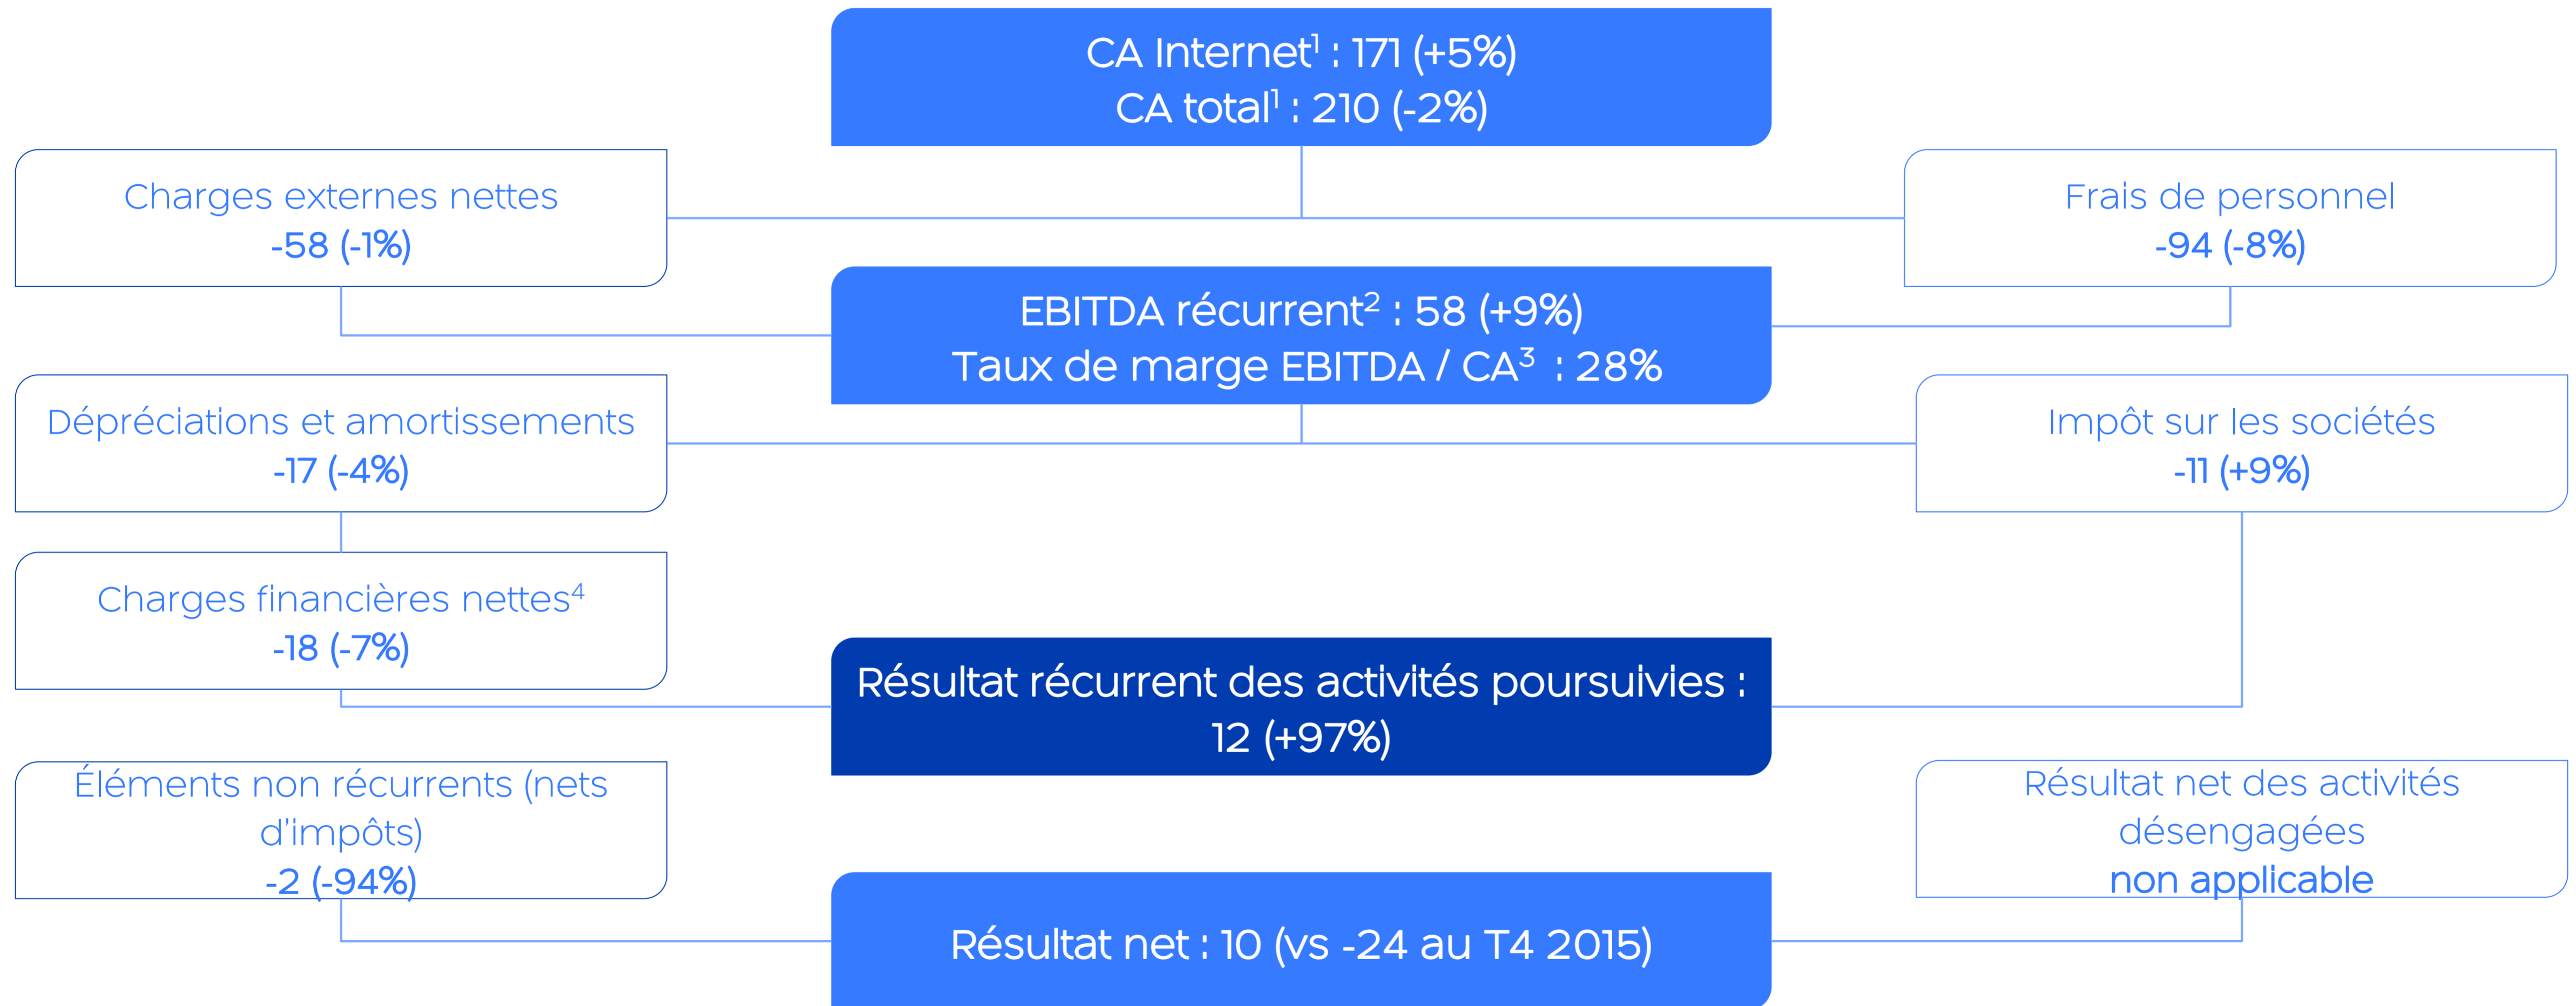 CA Internet¹ : 171 (+5%)
CA total¹ : 210 (-2%)
Charges externes nettes
-58 (-1%)
Frais de personnel
-94 (-8%)
EBITDA récurrent² : 58 (+9%)
Taux de marge EBITDA / CA³ : 28%
Dépréciations et amortissements
-17 (-4%)
Impôt sur les sociétés
-11 (+9%)
Charges financières nettes⁴
-18 (-7%)
Résultat récurrent des activités poursuivies :
12 (+97%)
Éléments non récurrents (nets
d'impôts)
-2 (-94%)
Résultat net des activités
désengagées
non applicable
Résultat net : 10 (vs -24 au T4 2015)